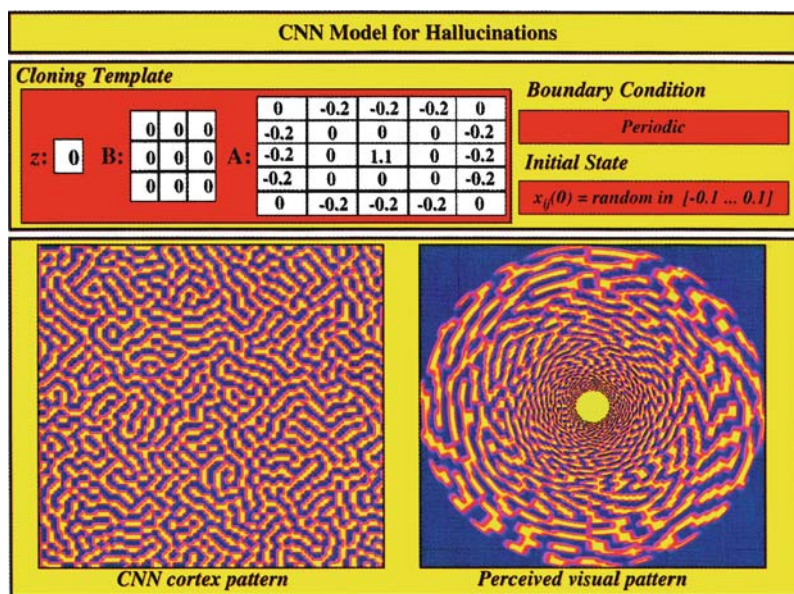 CNN Model for Hallucinations
Cloning Template
z: 0
B:
0 0 0
0 0 0
0 0 0
A:
0 -0.2 -0.2 -0.2 0
-0.2 0 0 0 -0.2
-0.2 0 1.1 0 -0.2
-0.2 0 0 0 -0.2
0 -0.2 -0.2 -0.2 0
Boundary Condition
Periodic
Initial State
xij(0) = random in [-0.1 ... 0.1]
CNN cortex pattern
Perceived visual pattern